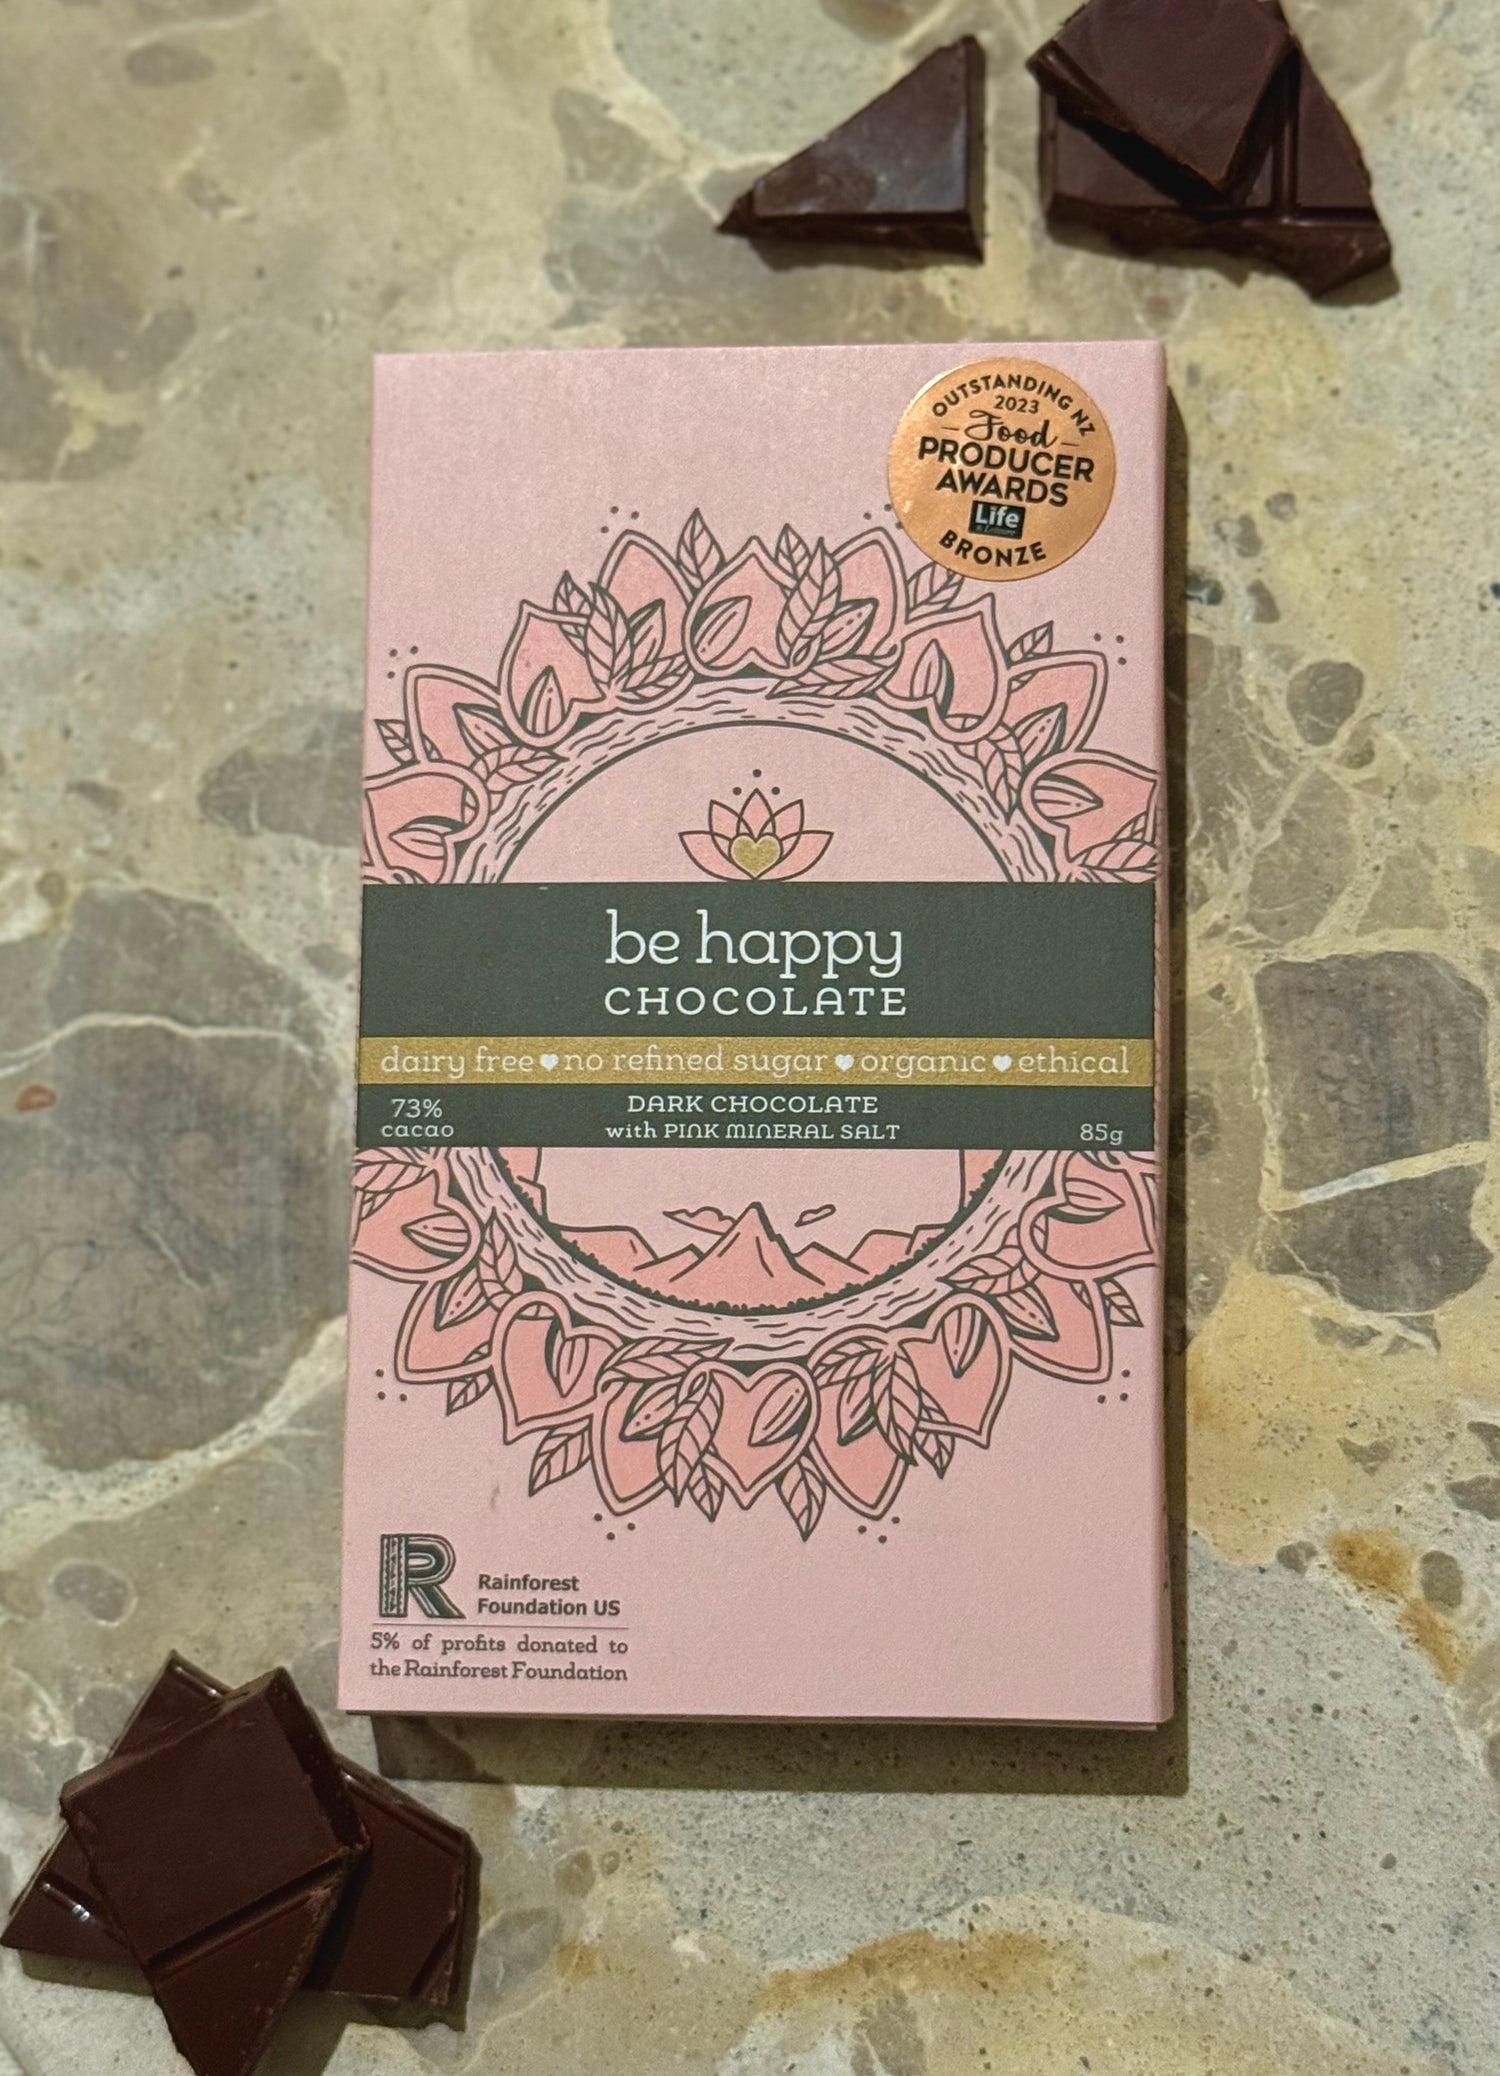 OUTSTANDING NZ
2023
Food
PRODUCER
AWARDS
Life
BRONZE
be happy
CHOCOLATE
dairy free no refined sugar organic ethical
73%
cacao
DARK CHOCOLATE
with PINK MINERAL SALT
85g
R
Rainforest
Foundation US
5% of profits donated to
the Rainforest Foundation